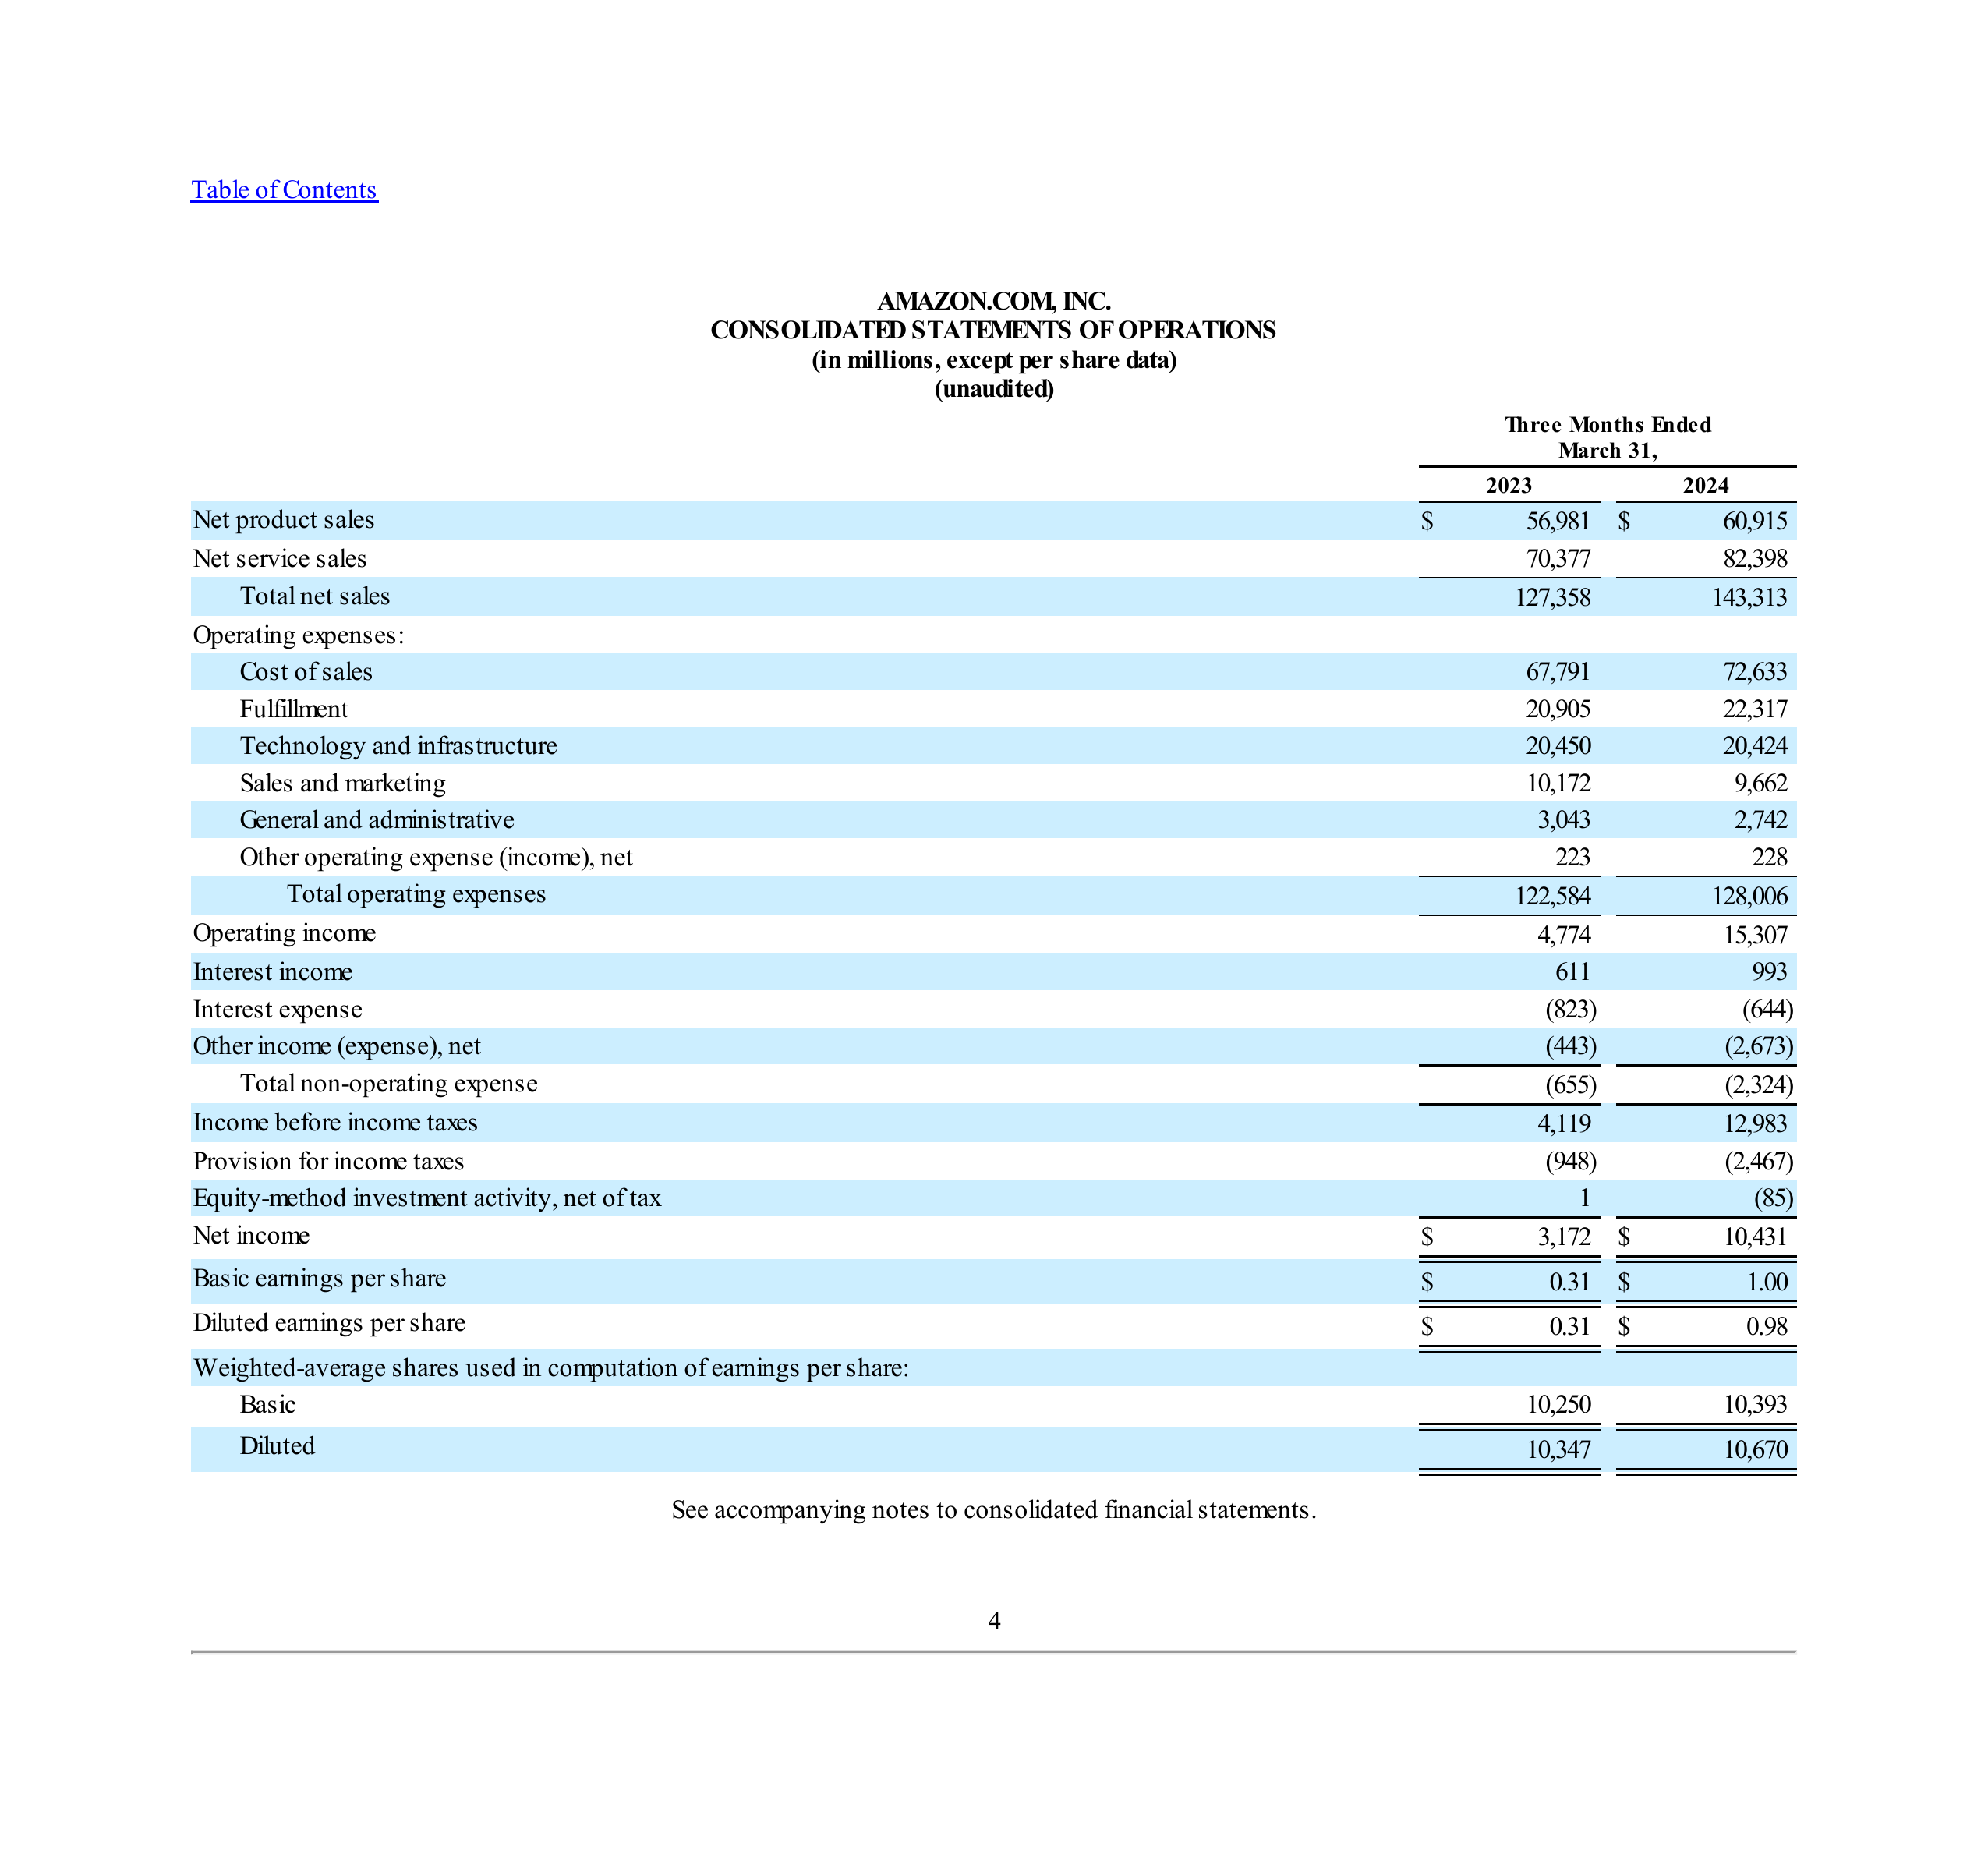 Table of Contents
AMAZON.COM, INC.
CONSOLIDATED STATEMENTS OF OPERATIONS
(in millions, except per share data)
(unaudited)
Three Months Ended
March 31,
2023 2024
Net product sales $ 56,981 $ 60,915
Net service sales 70,377 82,398
Total net sales 127,358 143,313
Operating expenses:
Cost of sales 67,791 72,633
Fulfillment 20,905 22,317
Technology and infrastructure 20,450 20,424
Sales and marketing 10,172 9,662
General and administrative 3,043 2,742
Other operating expense (income), net 223 228
Total operating expenses 122,584 128,006
Operating income 4,774 15,307
Interest income 611 993
Interest expense (823) (644)
Other income (expense), net (443) (2,673)
Total non-operating expense (655) (2,324)
Income before income taxes 4,119 12,983
Provision for income taxes (948) (2,467)
Equity-method investment activity, net of tax 1 (85)
Net income $ 3,172 $ 10,431
Basic earnings per share $ 0.31 $ 1.00
Diluted earnings per share $ 0.31 $ 0.98
Weighted-average shares used in computation of earnings per share:
Basic 10,250 10,393
Diluted 10,347 10,670
See accompanying notes to consolidated financial statements.
4